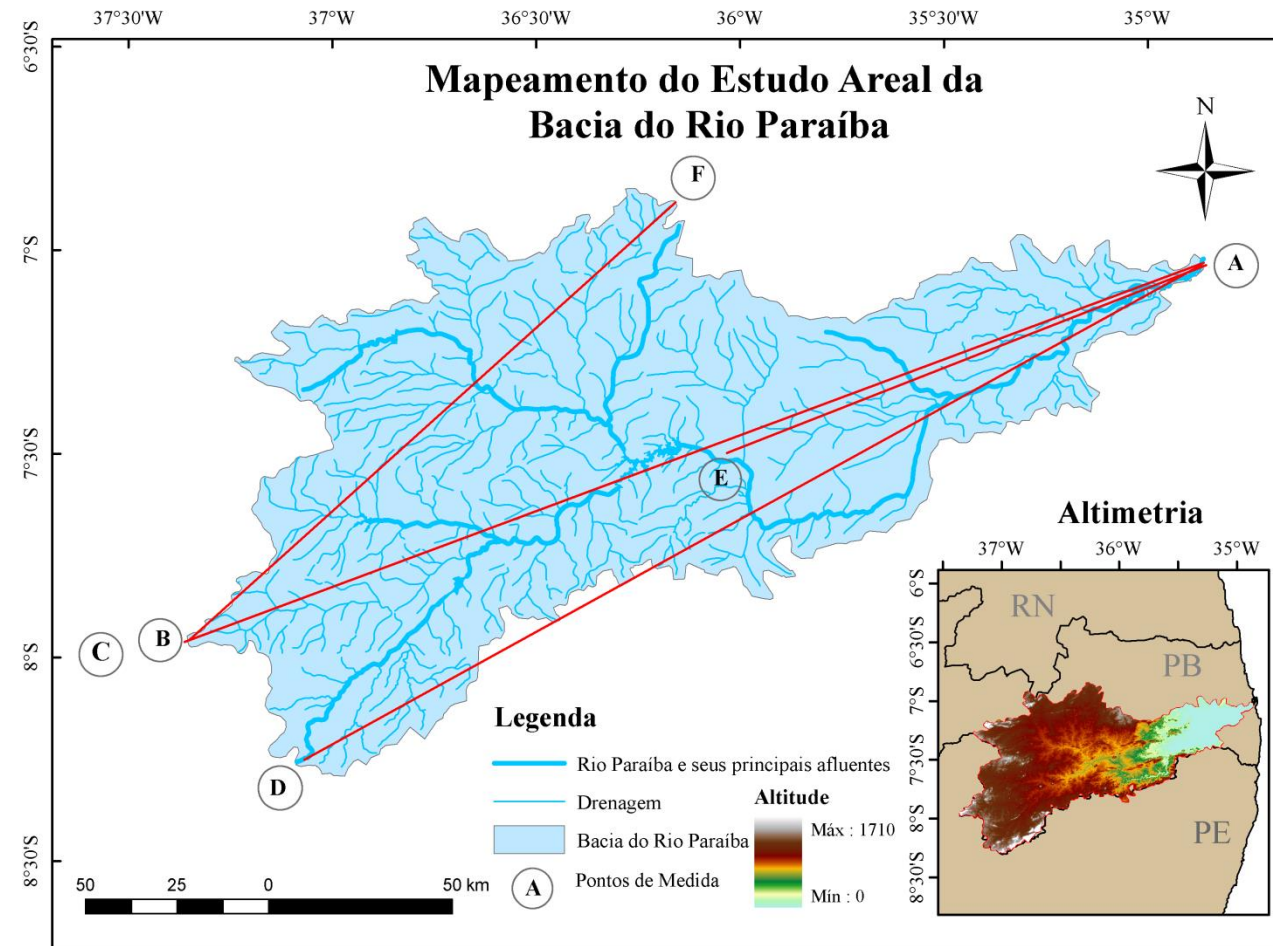 37°30'W 37°W 36°30'W 36°W 35°30'W 35°W
6°30'S
7°S
7°30'S
8°S
8°30'S
Mapeamento do Estudo Areal da
Bacia do Rio Paraíba
N
F
A
E
B
C
D
Legenda
Rio Paraíba e seus principais afluentes
Drenagem
Bacia do Rio Paraíba
A Pontos de Medida
Altitude
Máx : 1710
Mín : 0
50 25 0 50 km
Altimetria
37°W 36°W 35°W
6°S
6°30'S
7°S
7°30'S
8°S
8°30'S
RN
PB
PE